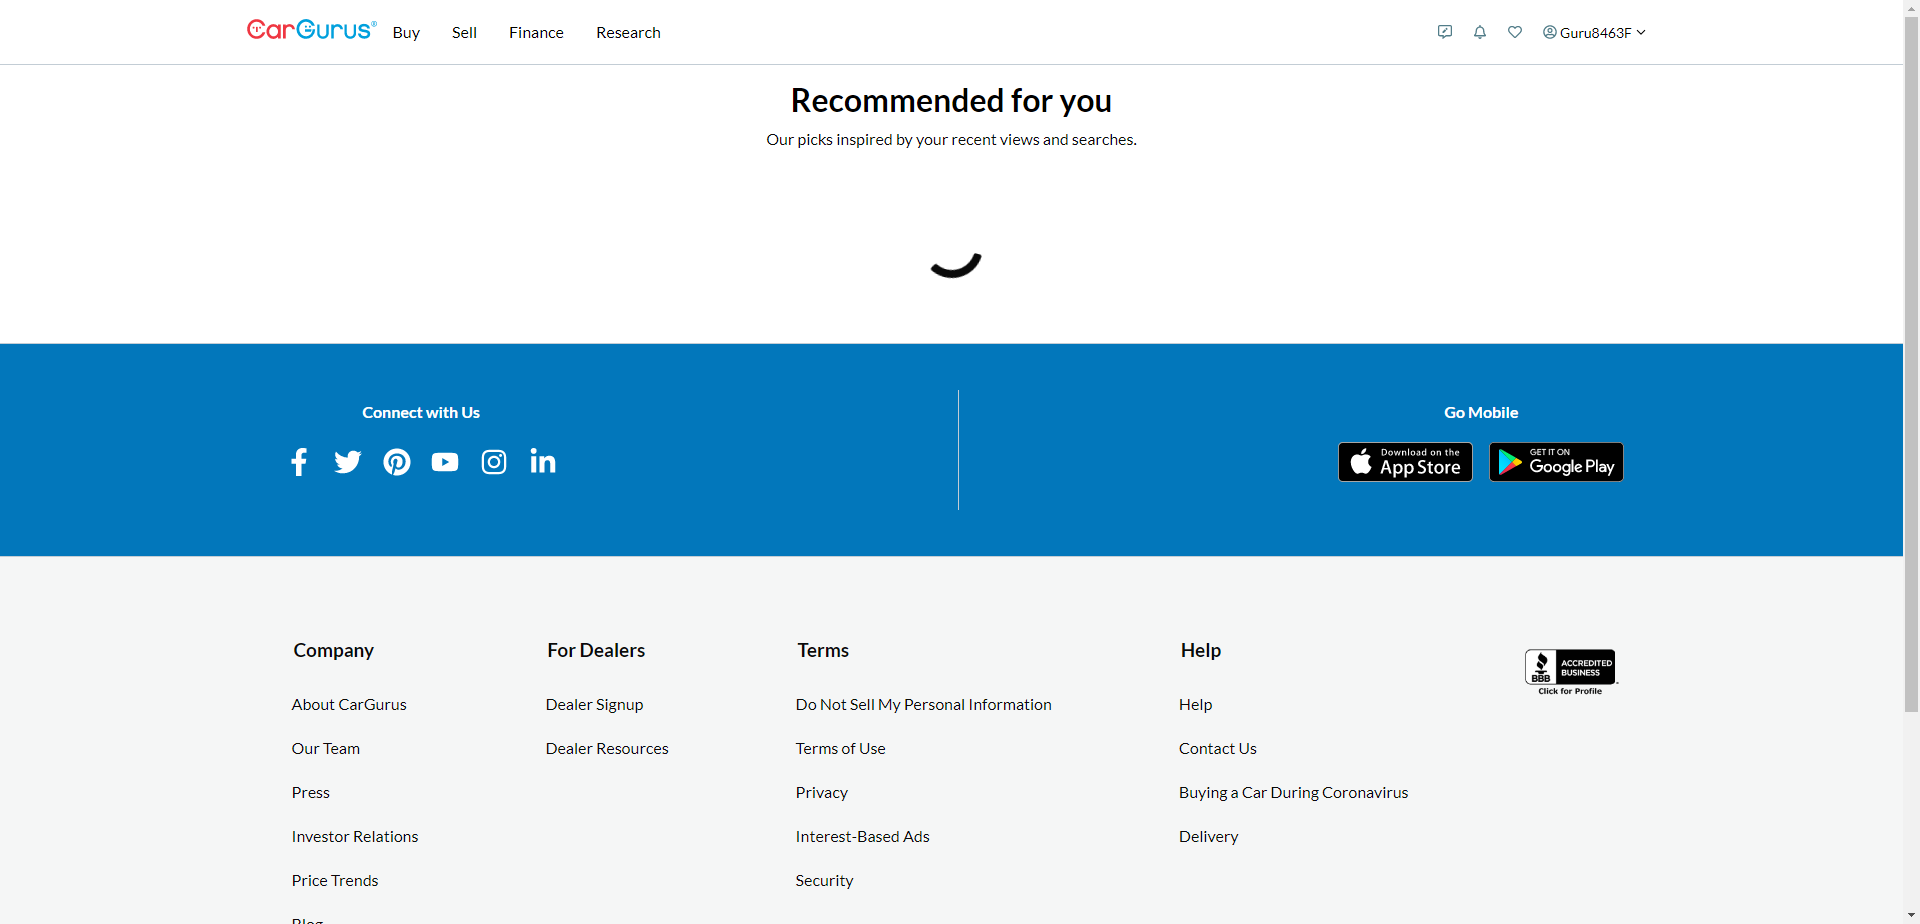 CarGurus®
Buy
Sell
Finance
Research
Guru8463F
Recommended for you
Our picks inspired by your recent views and searches.
Connect with Us
Go Mobile
Download on the
App Store
GET IT ON
Google Play
Company
About CarGurus
Our Team
Press
Investor Relations
Price Trends
Blog
For Dealers
Dealer Signup
Dealer Resources
Terms
Do Not Sell My Personal Information
Terms of Use
Privacy
Interest-Based Ads
Security
Help
Help
Contact Us
Buying a Car During Coronavirus
Delivery
BBB
ACCREDITED
BUSINESS
Click for Profile